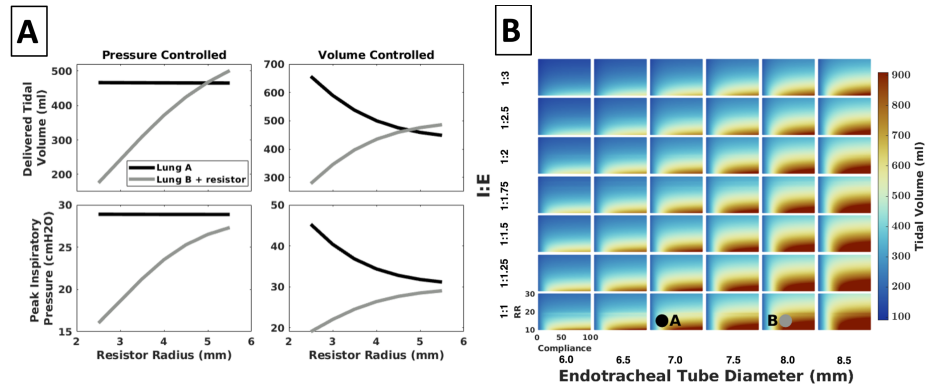 A
B
Pressure Controlled
Volume Controlled
Delivered Tidal
Volume (ml)
500
400
300
200
Lung A
Lung B + resistor
700
600
500
400
300
Peak Inspiratory
Pressure (cmH2O)
30
25
20
15
2
3
4
5
6
Resistor Radius (mm)
50
40
30
20
2
3
4
5
6
Resistor Radius (mm)
I:E
1:3
1:2.5
1:2
1:1.75
1:1.5
1:1.25
1:1
30
RR
10
0 50 100
Compliance
A
B
6.0
6.5
7.0
7.5
8.0
8.5
Endotracheal Tube Diameter (mm)
900
800
700
600
500
400
300
200
100
Tidal Volume (ml)